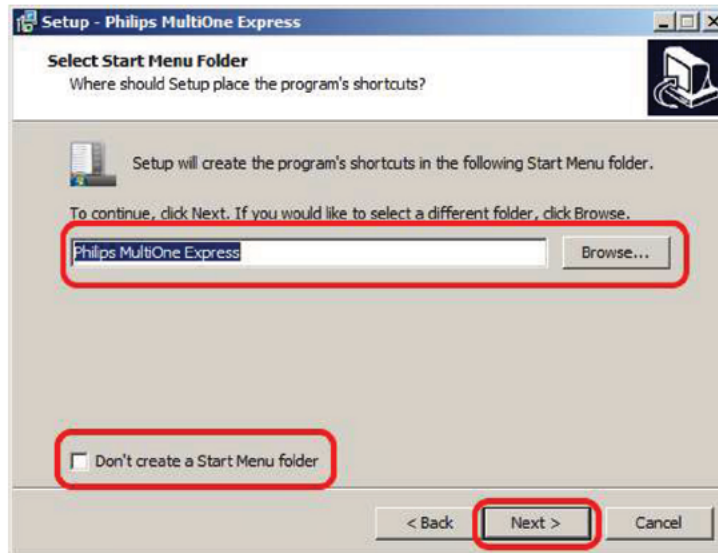 Setup - Philips MultiOne Express
Select Start Menu Folder
Where should Setup place the program's shortcuts?
Setup will create the program's shortcuts in the following Start Menu folder.
To continue, click Next. If you would like to select a different folder, click Browse.
Philips MultiOne Express
Browse...
Don't create a Start Menu folder
< Back
Next >
Cancel